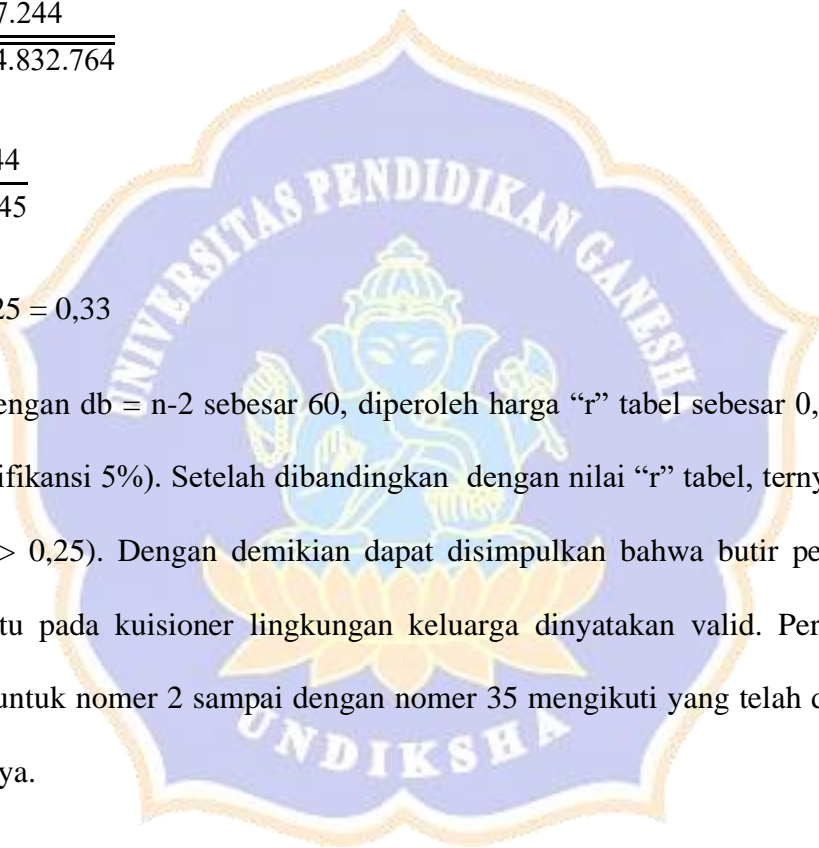 7.244
4.832.764
44
45
25 = 0,33
UNIVERSITAS PENDIDIKAN GANESHA
engan db = n-2 sebesar 60, diperoleh harga “r” tabel sebesar 0,
ifikansi 5%). Setelah dibandingkan dengan nilai “r” tabel, terny
> 0,25). Dengan demikian dapat disimpulkan bahwa butir pe
tu pada kuisioner lingkungan keluarga dinyatakan valid. Per
untuk nomer 2 sampai dengan nomer 35 mengikuti yang telah d
ya.
UNDIKSHA